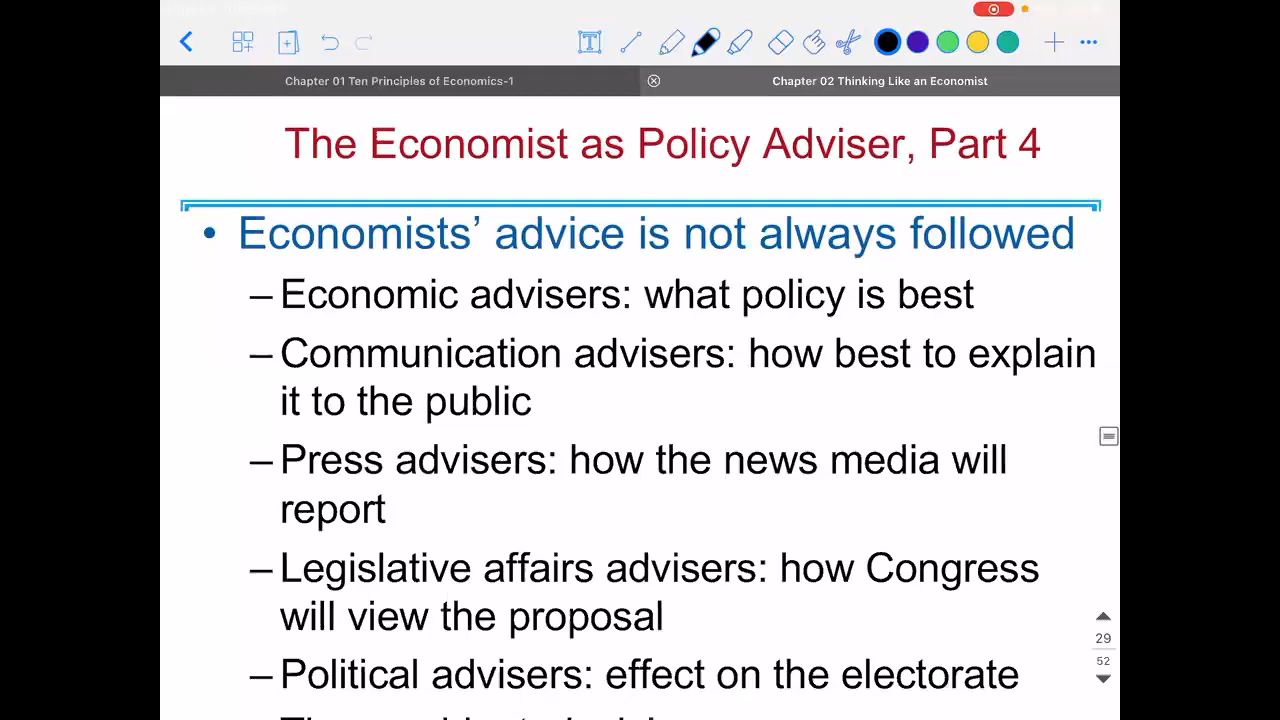 Chapter 01 Ten Principles of Economics-1
Chapter 02 Thinking Like an Economist
The Economist as Policy Adviser, Part 4
• Economists’ advice is not always followed
– Economic advisers: what policy is best
– Communication advisers: how best to explain
it to the public
– Press advisers: how the news media will
report
– Legislative affairs advisers: how Congress
will view the proposal
29
52
– Political advisers: effect on the electorate